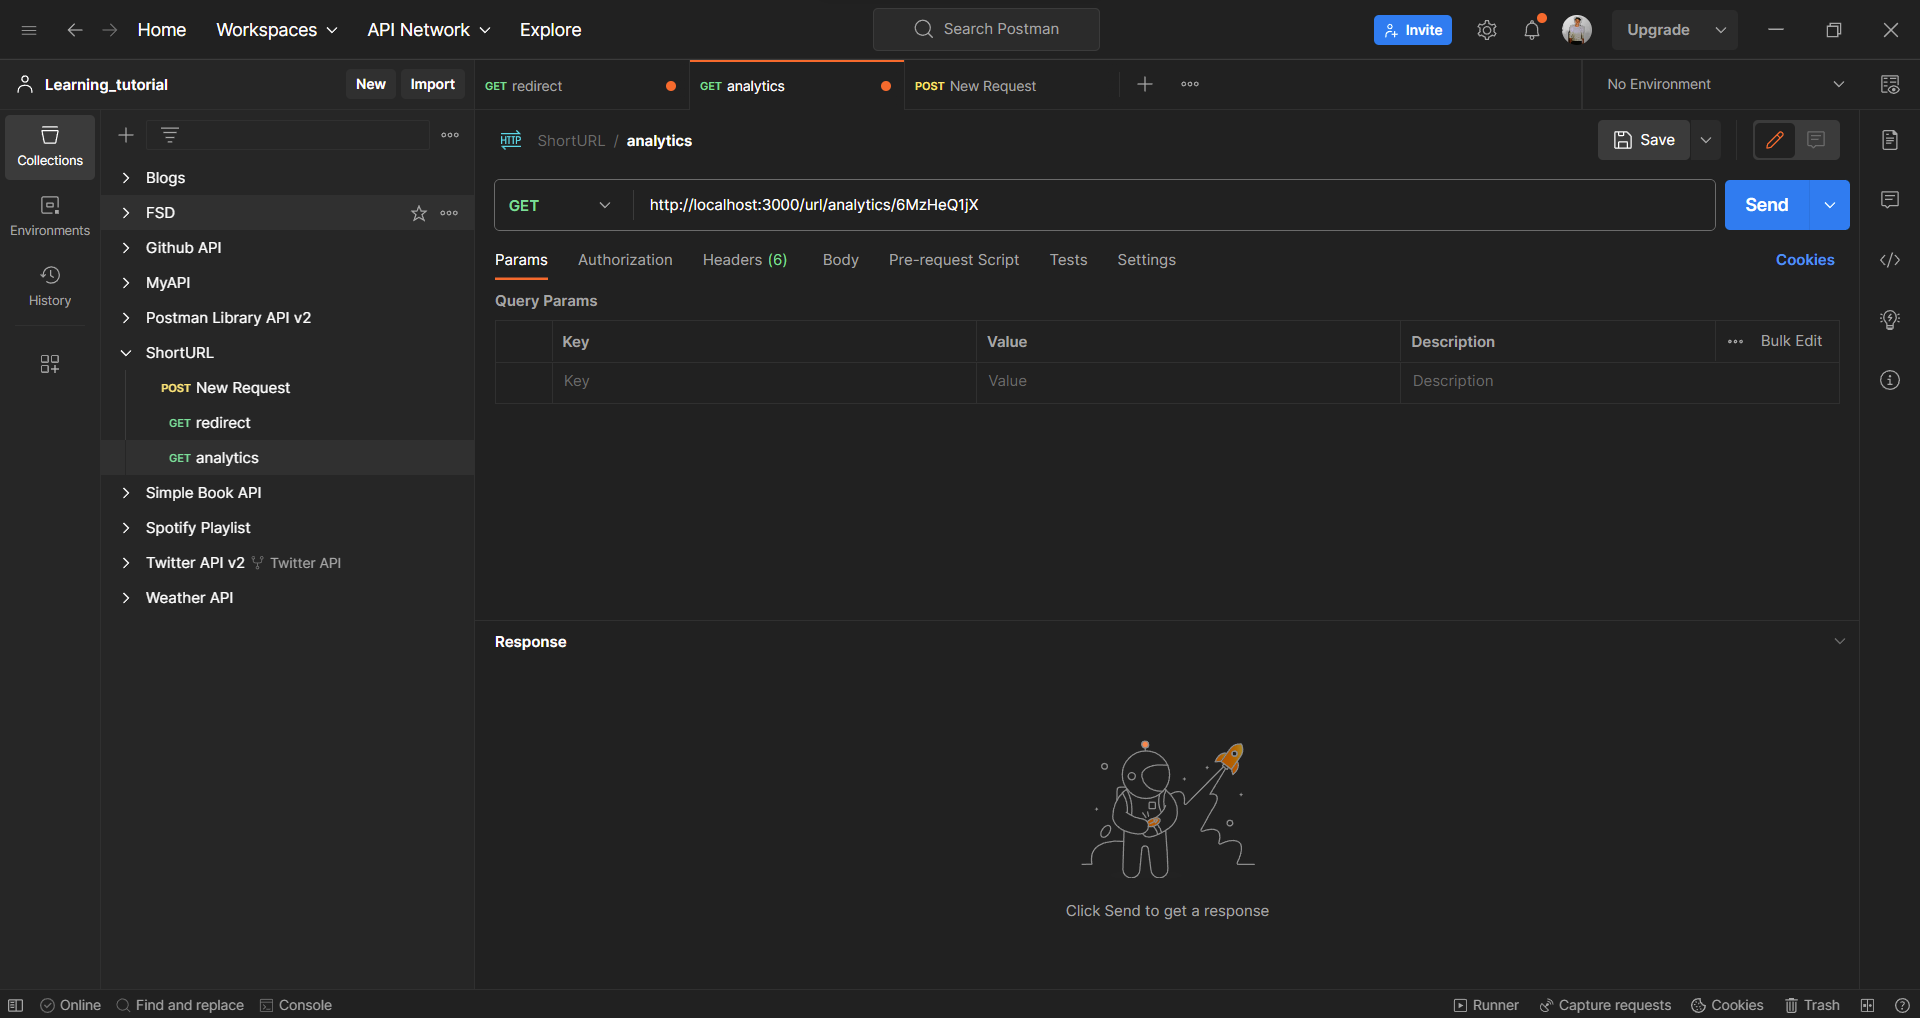 Home Workspaces API Network Explore Search Postman Invite Upgrade
Learning_tutorial New Import GET redirect GET analytics POST New Request No Environment
Collections
Environments
History
Blogs
FSD
Github API
MyAPI
Postman Library API v2
ShortURL
POST New Request
GET redirect
GET analytics
Simple Book API
Spotify Playlist
Twitter API v2 Twitter API
Weather API
HTTP ShortURL / analytics Save
GET http://localhost:3000/url/analytics/6MzHeQ1jX Send
Params Authorization Headers (6) Body Pre-request Script Tests Settings Cookies
Query Params
Key Value Description Bulk Edit
Key Value Description
Response
Click Send to get a response
Online Find and replace Console Runner Capture requests Cookies Trash